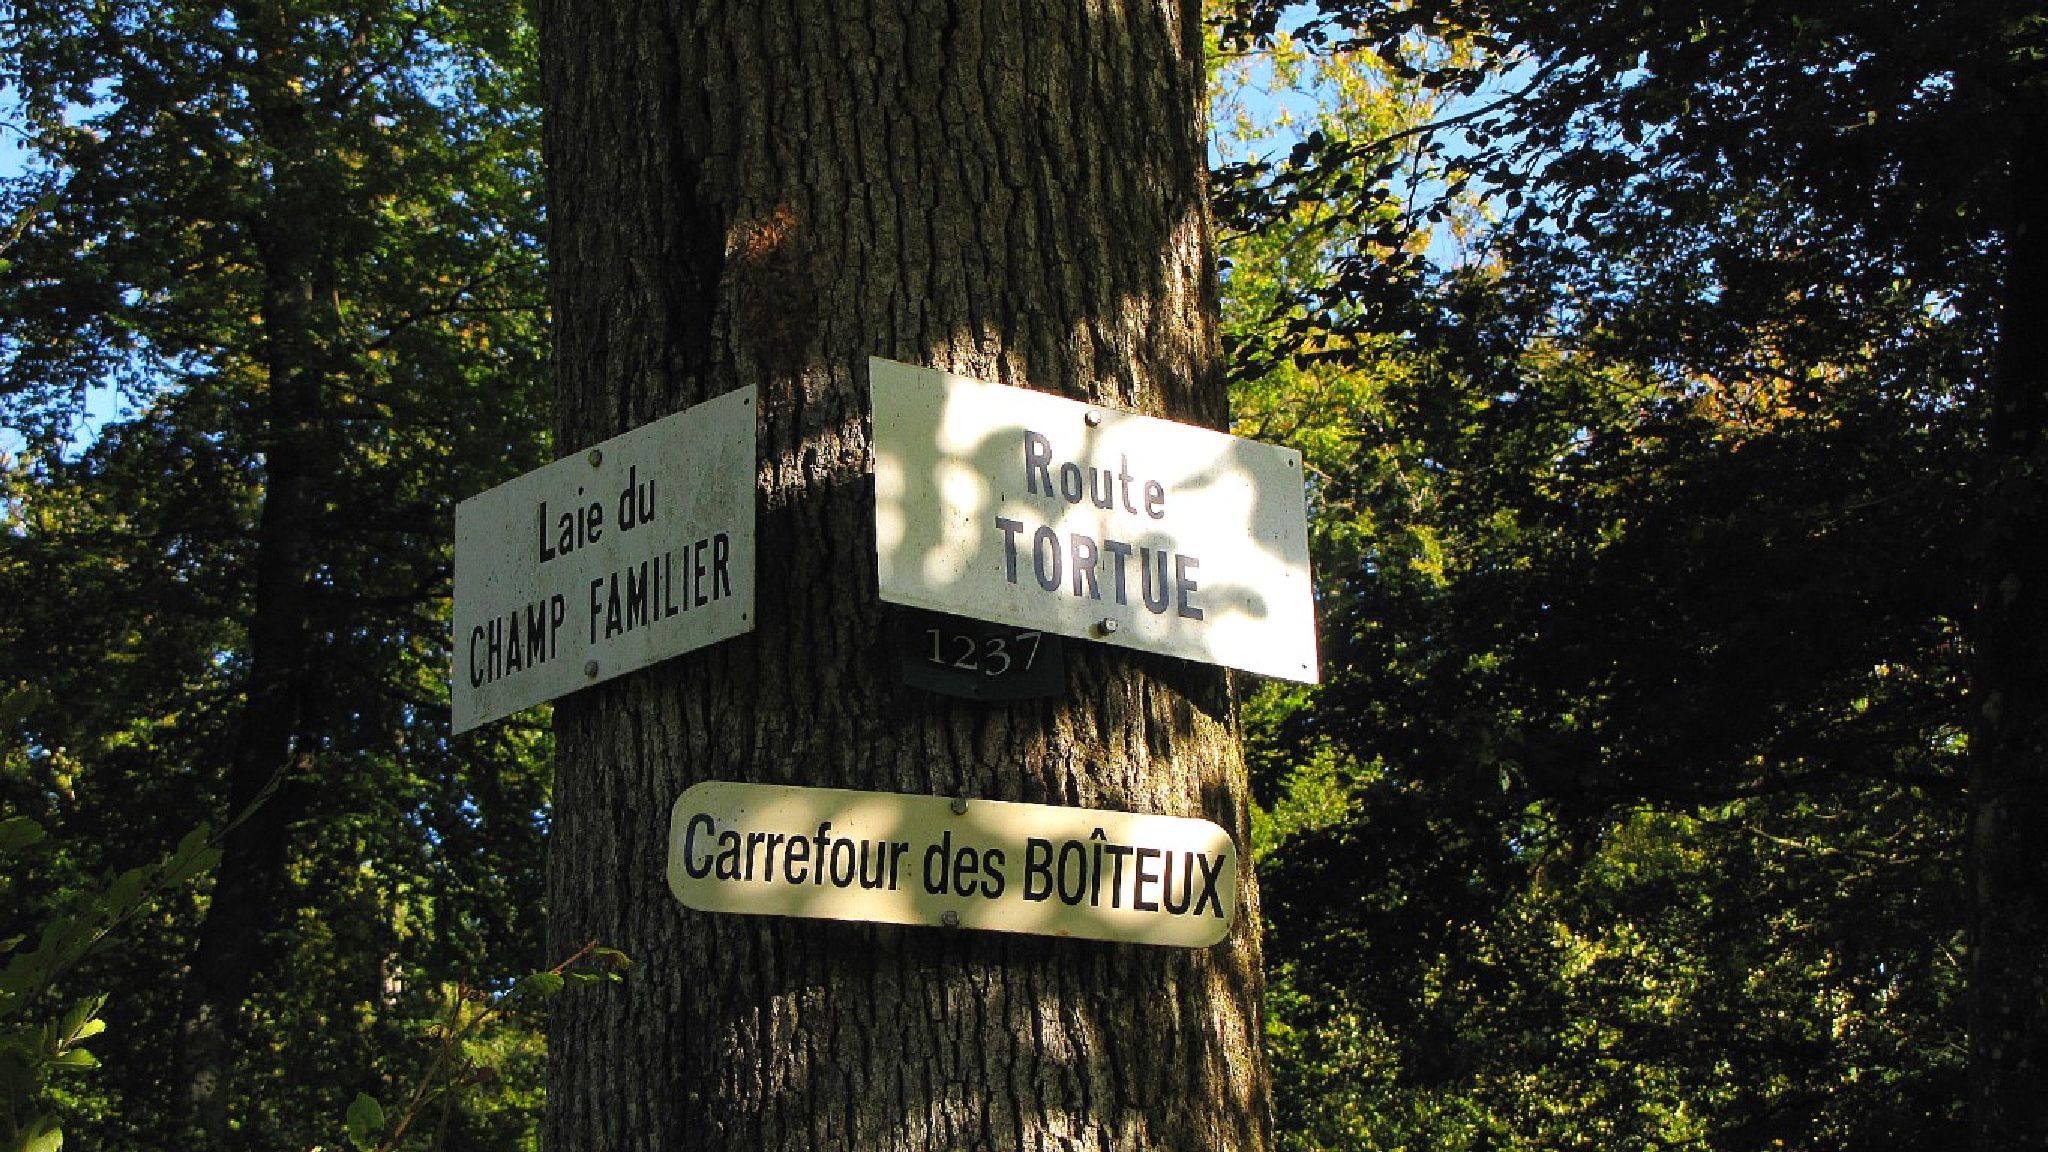 Laie du
CHAMP FAMILIER
Route
TORTUE
1237
Carrefour des BOÎTEUX